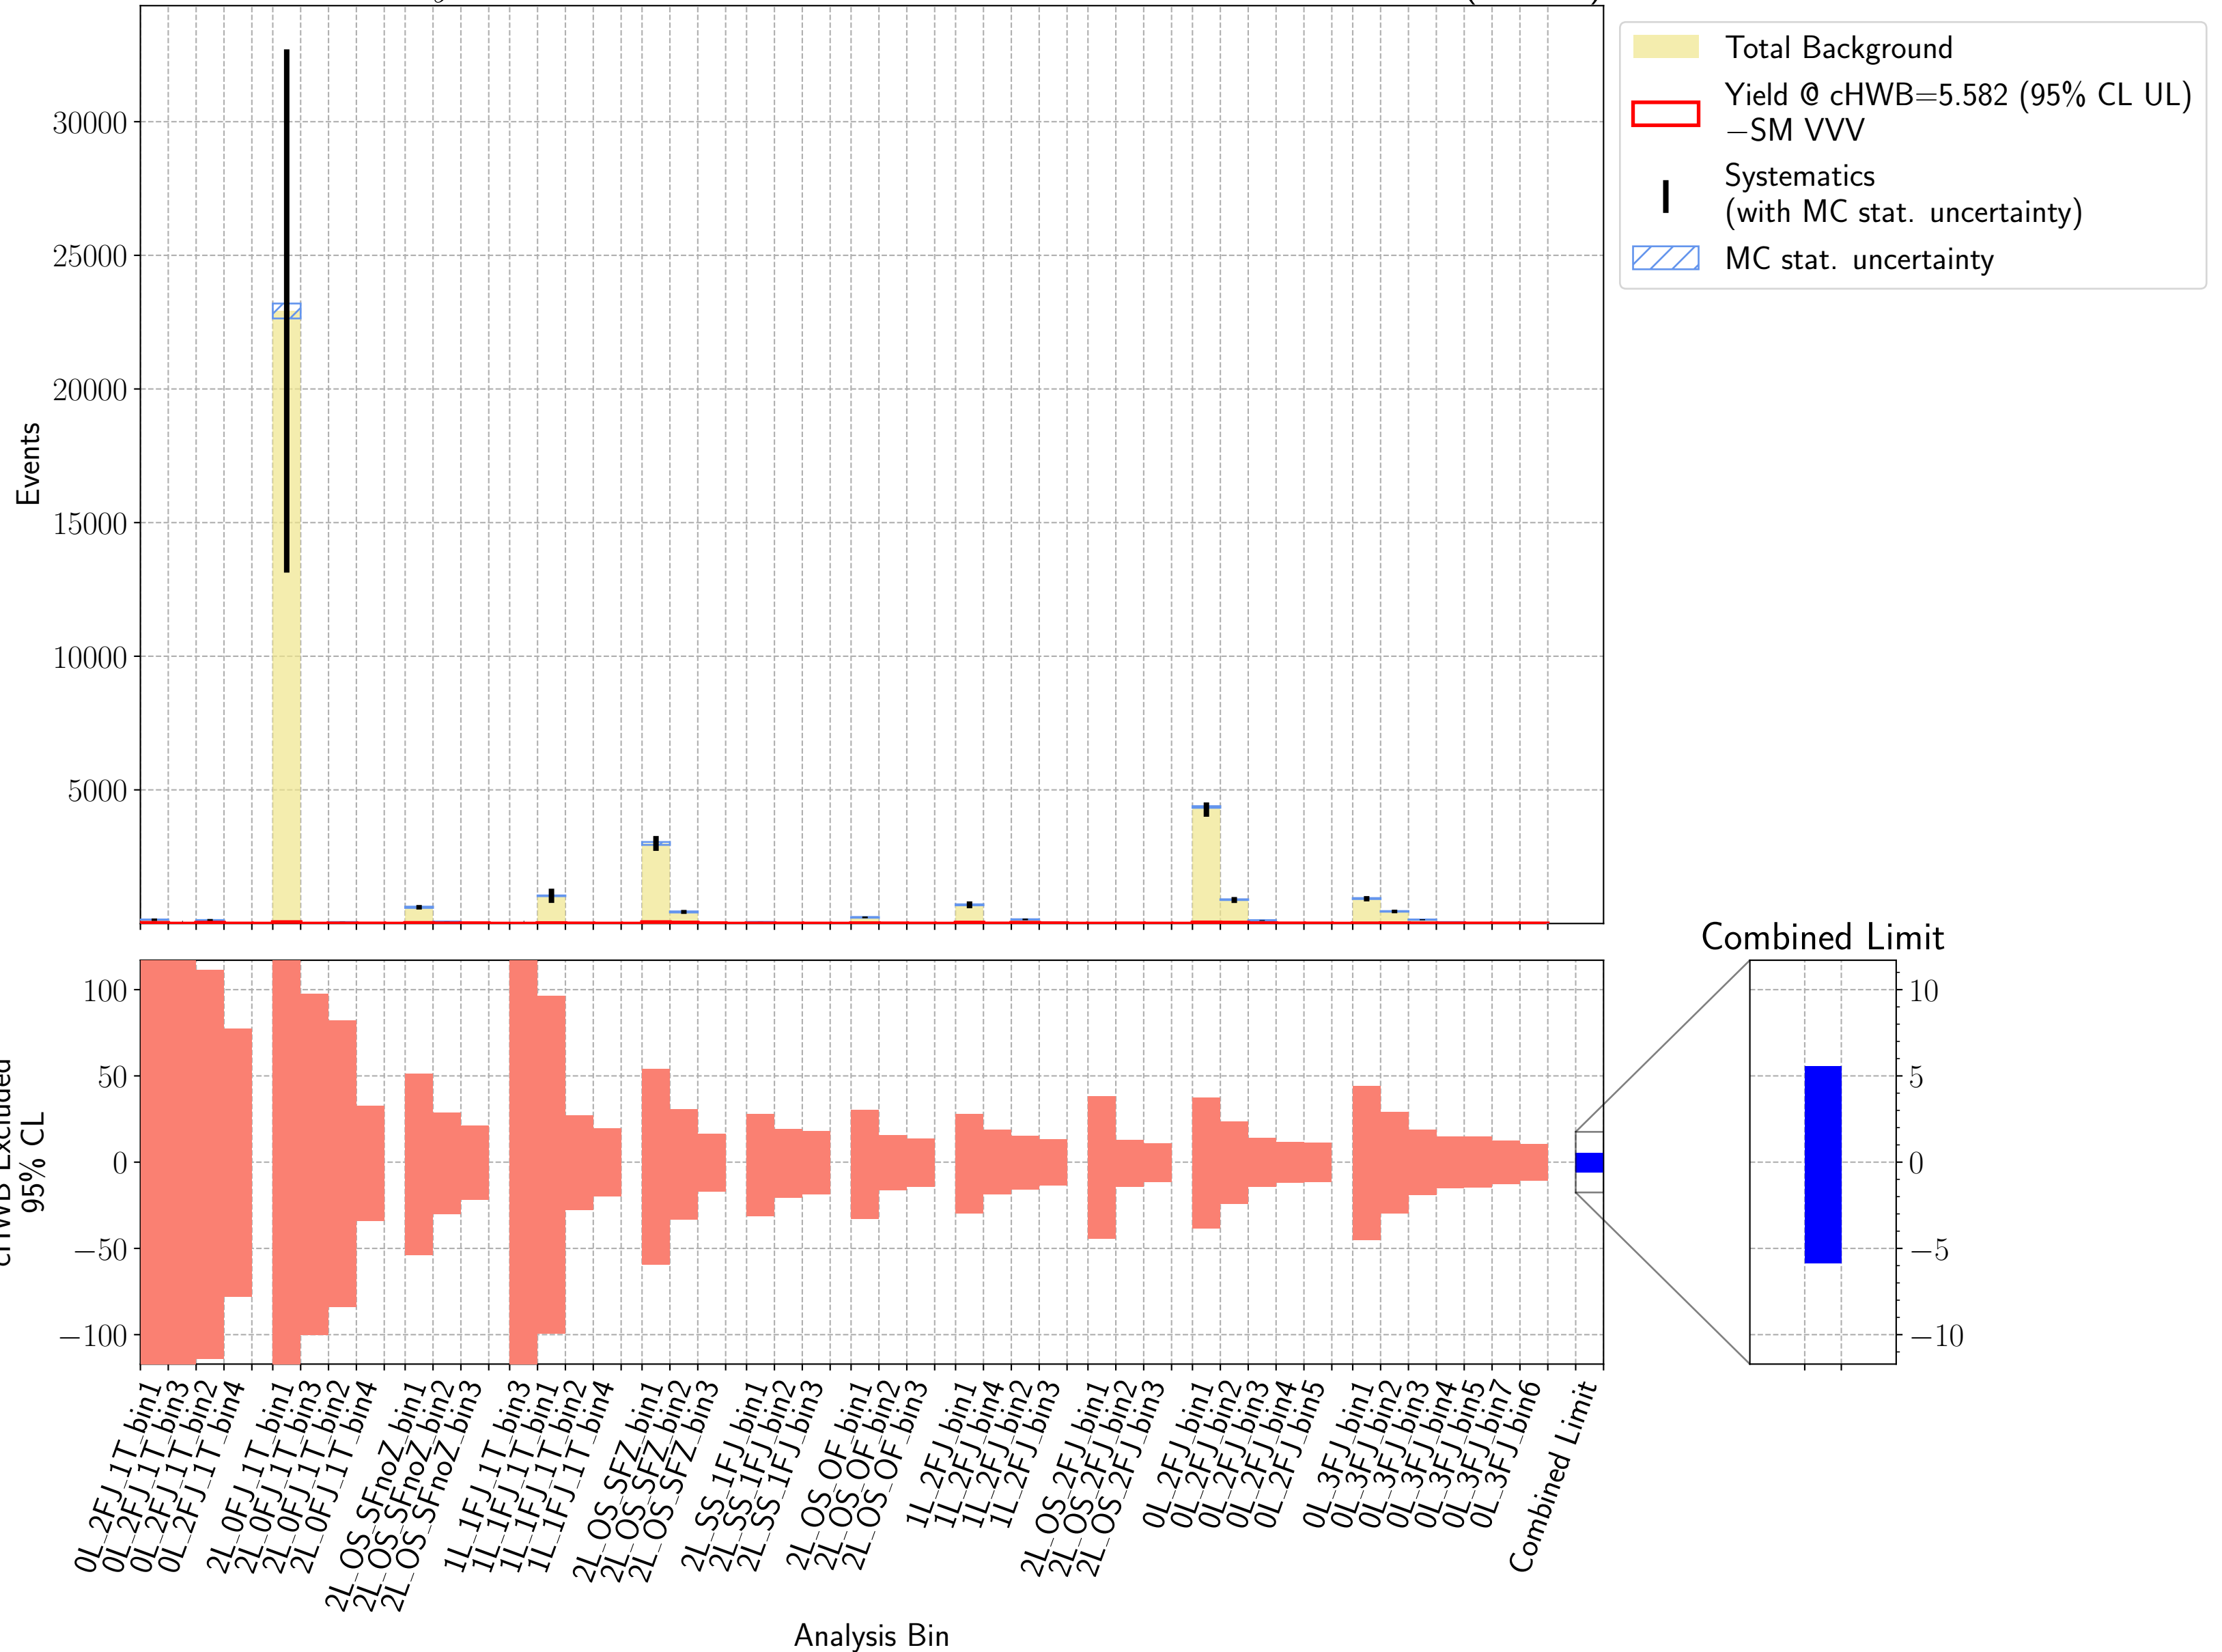 Total Background
Yield @ cHWB=5.582 (95% CL UL)
−SM VVV
Systematics
(with MC stat. uncertainty)
MC stat. uncertainty
30000
25000
20000
15000
10000
5000
Events
Combined Limit
100
50
0
−50
−100
cHWB Excluded
95% CL
10
5
0
−5
−10
0L_2FJ_1T_bin1
0L_2FJ_1T_bin3
0L_2FJ_1T_bin2
0L_2FJ_1T_bin4
2L_0FJ_1T_bin1
2L_0FJ_1T_bin3
2L_0FJ_1T_bin2
2L_0FJ_1T_bin4
2L_OS_SFnoZ_bin1
2L_OS_SFnoZ_bin2
2L_OS_SFnoZ_bin3
1L_1FJ_1T_bin3
1L_1FJ_1T_bin1
1L_1FJ_1T_bin2
1L_1FJ_1T_bin4
2L_OS_SFZ_bin1
2L_OS_SFZ_bin2
2L_OS_SFZ_bin3
2L_SS_1FJ_bin1
2L_SS_1FJ_bin2
2L_SS_1FJ_bin3
2L_OS_OF_bin1
2L_OS_OF_bin2
2L_OS_OF_bin3
1L_2FJ_bin1
1L_2FJ_bin4
1L_2FJ_bin2
1L_2FJ_bin3
2L_OS_2FJ_bin1
2L_OS_2FJ_bin2
2L_OS_2FJ_bin3
0L_2FJ_bin1
0L_2FJ_bin2
0L_2FJ_bin3
0L_2FJ_bin4
0L_2FJ_bin5
0L_3FJ_bin1
0L_3FJ_bin2
0L_3FJ_bin3
0L_3FJ_bin4
0L_3FJ_bin5
0L_3FJ_bin7
0L_3FJ_bin6
Combined Limit
Analysis Bin